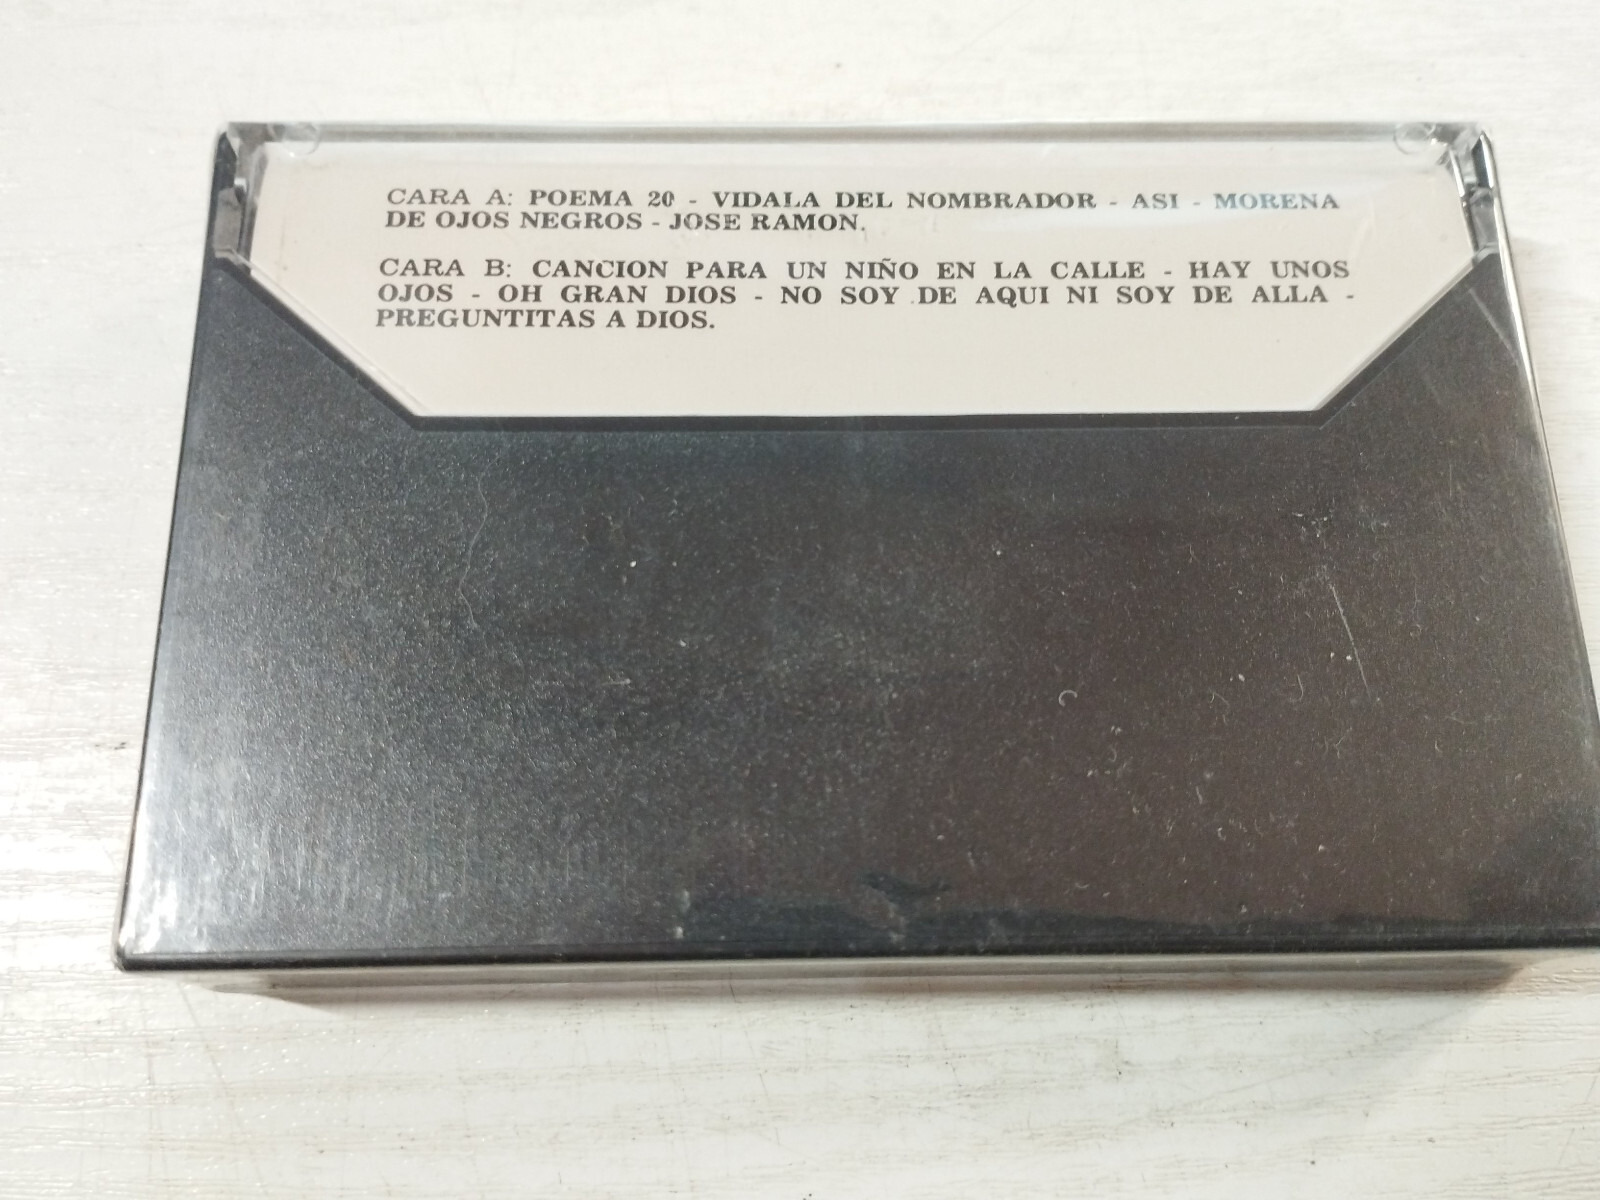 CARA A: POEMA 20 - VIDALA DEL NOMBRADOR - ASI - MORENA
DE OJOS NEGROS - JOSE RAMON.
CARA B: CANCION PARA UN NIÑO EN LA CALLE - HAY UNOS
OJOS - OH GRAN DIOS - NO SOY DE AQUI NI SOY DE ALLA -
PREGUNTITAS A DIOS.